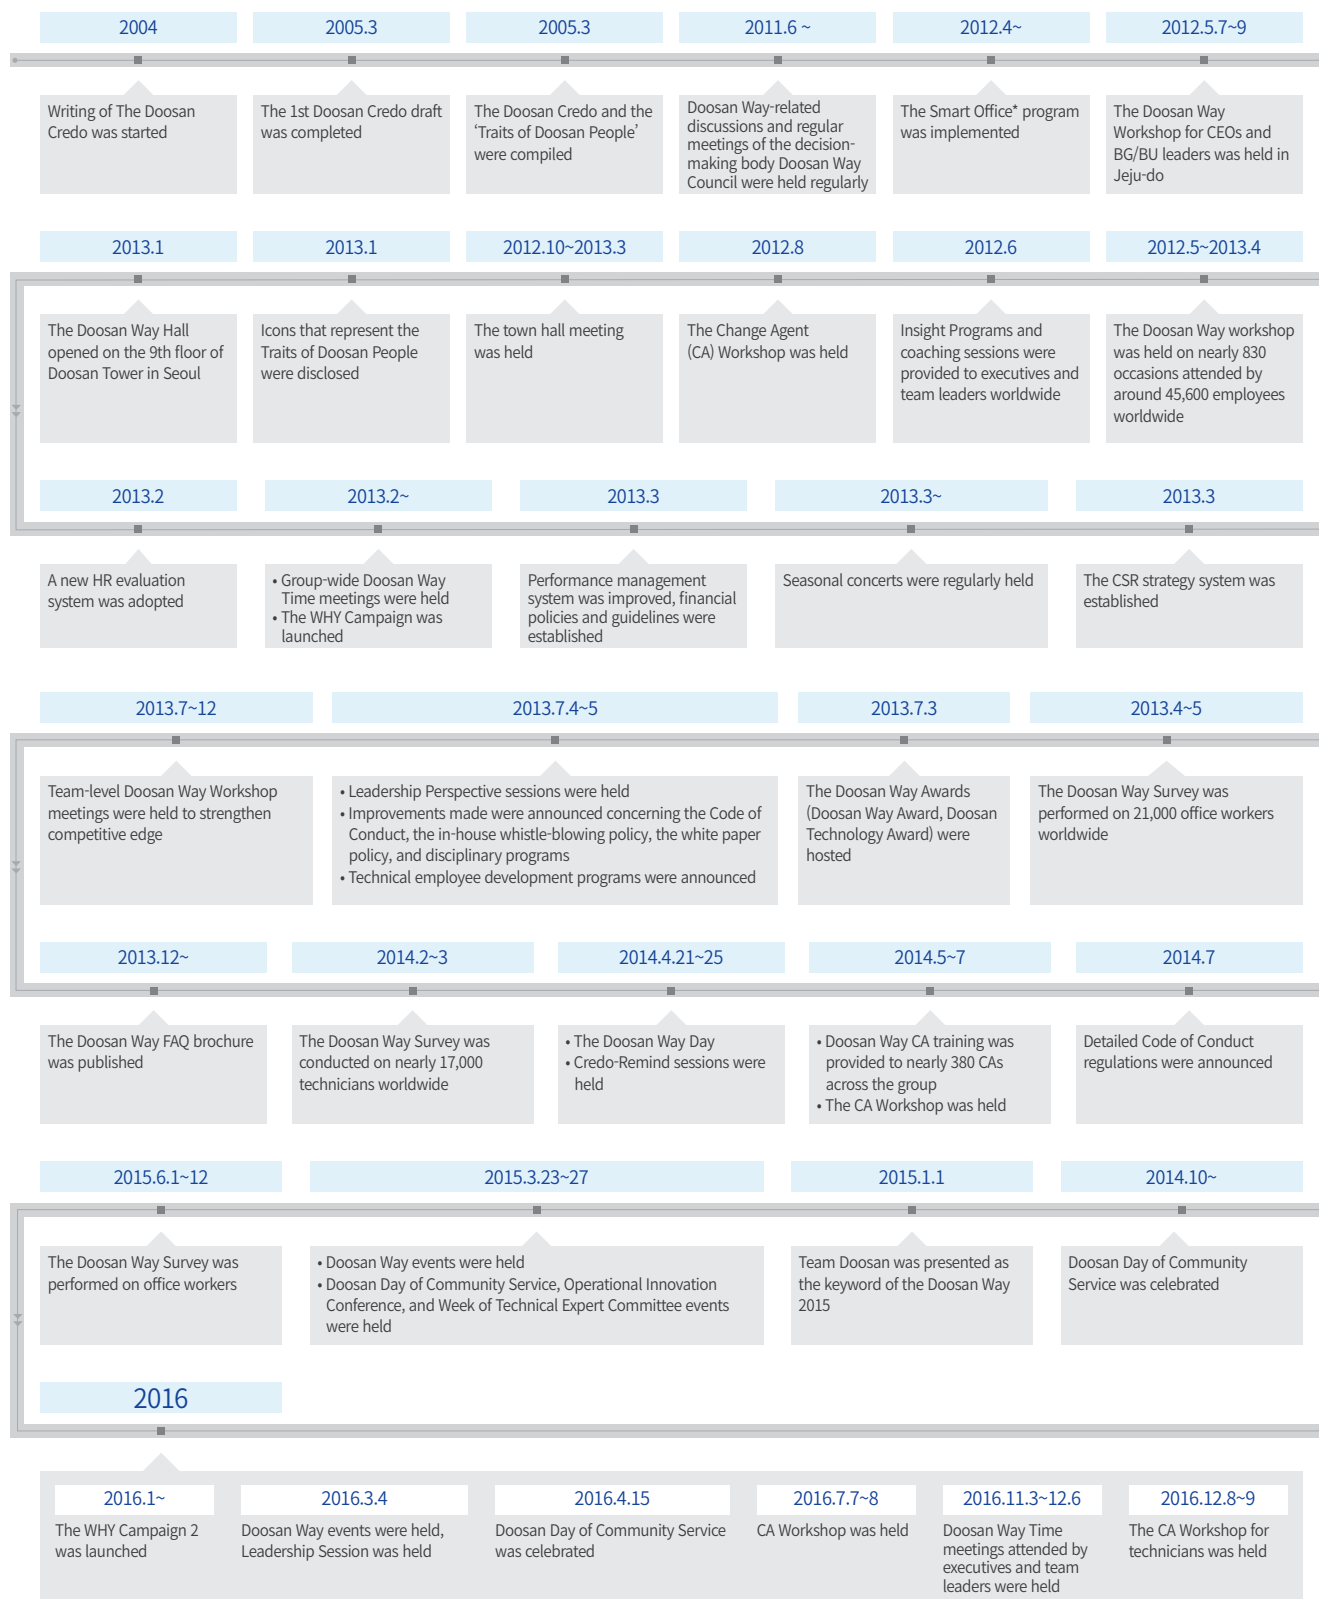 2004
Writing of The Doosan
Credo was started
2005.3
The 1st Doosan Credo draft
was completed
2005.3
The Doosan Credo and the
‘Traits of Doosan People’
were compiled
2011.6 ~
Doosan Way-related
discussions and regular
meetings of the decision-
making body Doosan Way
Council were held regularly
2012.4~
The Smart Office* program
was implemented
2012.5.7~9
The Doosan Way
Workshop for CEOs and
BG/BU leaders was held in
Jeju-do
2013.1
The Doosan Way Hall
opened on the 9th floor of
Doosan Tower in Seoul
2013.1
Icons that represent the
Traits of Doosan People
were disclosed
2012.10~2013.3
The town hall meeting
was held
2012.8
The Change Agent
(CA) Workshop was held
2012.6
Insight Programs and
coaching sessions were
provided to executives and
team leaders worldwide
2012.5~2013.4
The Doosan Way workshop
was held on nearly 830
occasions attended by
around 45,600 employees
worldwide
2013.2
A new HR evaluation
system was adopted
2013.2~
• Group-wide Doosan Way
Time meetings were held
• The WHY Campaign was
launched
2013.3
Performance management
system was improved, financial
policies and guidelines were
established
2013.3~
Seasonal concerts were regularly held
2013.3
The CSR strategy system was
established
2013.7~12
Team-level Doosan Way Workshop
meetings were held to strengthen
competitive edge
2013.7.4~5
• Leadership Perspective sessions were held
• Improvements made were announced concerning the Code of
Conduct, the in-house whistle-blowing policy, the white paper
policy, and disciplinary programs
• Technical employee development programs were announced
2013.7.3
The Doosan Way Awards
(Doosan Way Award, Doosan
Technology Award) were
hosted
2013.4~5
The Doosan Way Survey was
performed on 21,000 office workers
worldwide
2013.12~
The Doosan Way FAQ brochure
was published
2014.2~3
The Doosan Way Survey was
conducted on nearly 17,000
technicians worldwide
2014.4.21~25
• The Doosan Way Day
• Credo-Remind sessions were
held
2014.5~7
• Doosan Way CA training was
provided to nearly 380 CAs
across the group
• The CA Workshop was held
2014.7
Detailed Code of Conduct
regulations were announced
2015.6.1~12
The Doosan Way Survey was
performed on office workers
2015.3.23~27
• Doosan Way events were held
• Doosan Day of Community Service, Operational Innovation
Conference, and Week of Technical Expert Committee events
were held
2015.1.1
Team Doosan was presented as
the keyword of the Doosan Way
2015
2014.10~
Doosan Day of Community
Service was celebrated
2016
2016.1~
The WHY Campaign 2
was launched
2016.3.4
Doosan Way events were held,
Leadership Session was held
2016.4.15
Doosan Day of Community Service
was celebrated
2016.7.7~8
CA Workshop was held
2016.11.3~12.6
Doosan Way Time
meetings attended by
executives and team
leaders were held
2016.12.8~9
The CA Workshop for
technicians was held